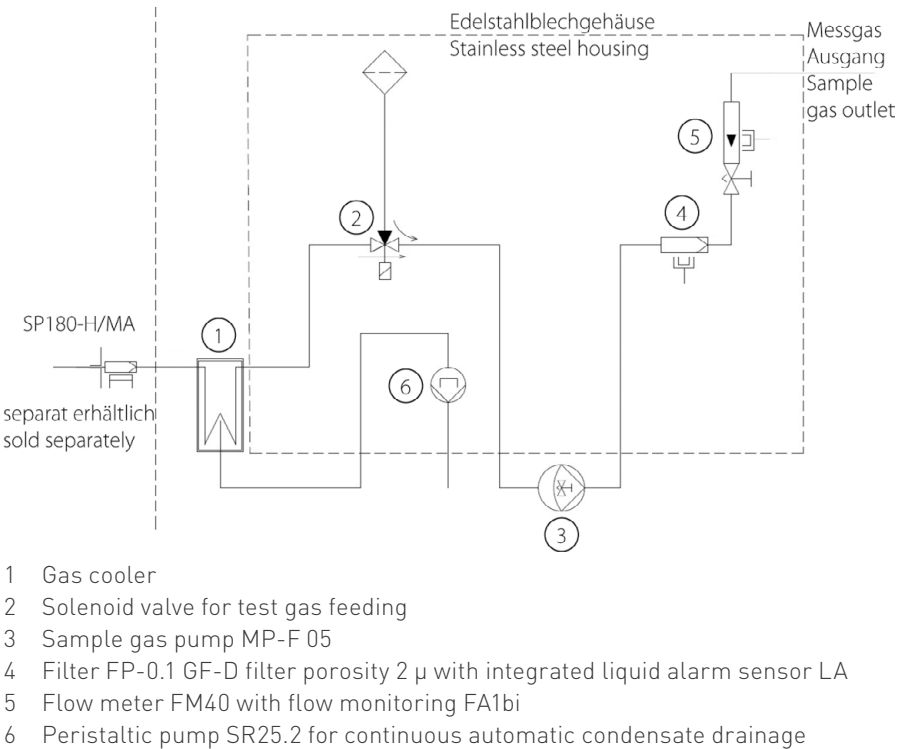 Edelstahlblechgehäuse
Stainless steel housing
Messgas
Ausgang
Sample
gas outlet
5
2
4
SP180-H/MA
1
6
separat erhältlich
sold separately
3
1 Gas cooler
2 Solenoid valve for test gas feeding
3 Sample gas pump MP-F 05
4 Filter FP-0.1 GF-D filter porosity 2 µ with integrated liquid alarm sensor LA
5 Flow meter FM40 with flow monitoring FA1bi
6 Peristaltic pump SR25.2 for continuous automatic condensate drainage